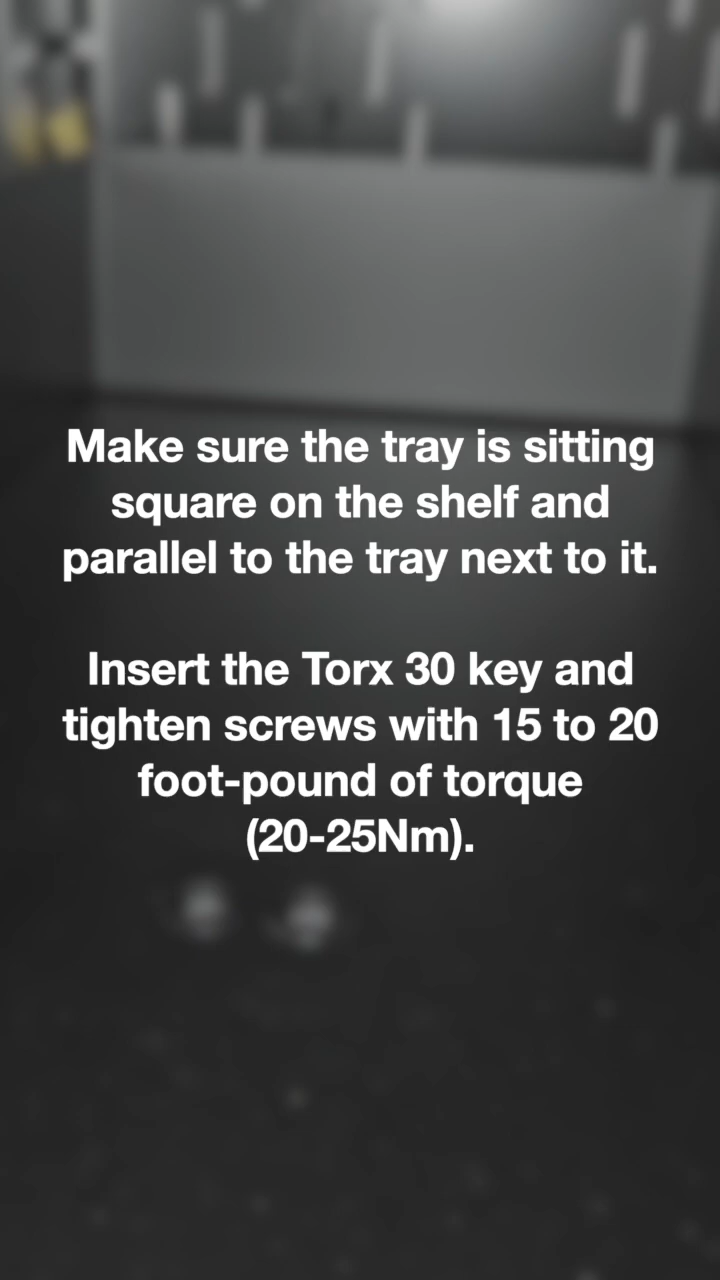 Make sure the tray is sitting
square on the shelf and
parallel to the tray next to it.
Insert the Torx 30 key and
tighten screws with 15 to 20
foot-pound of torque
(20-25Nm).